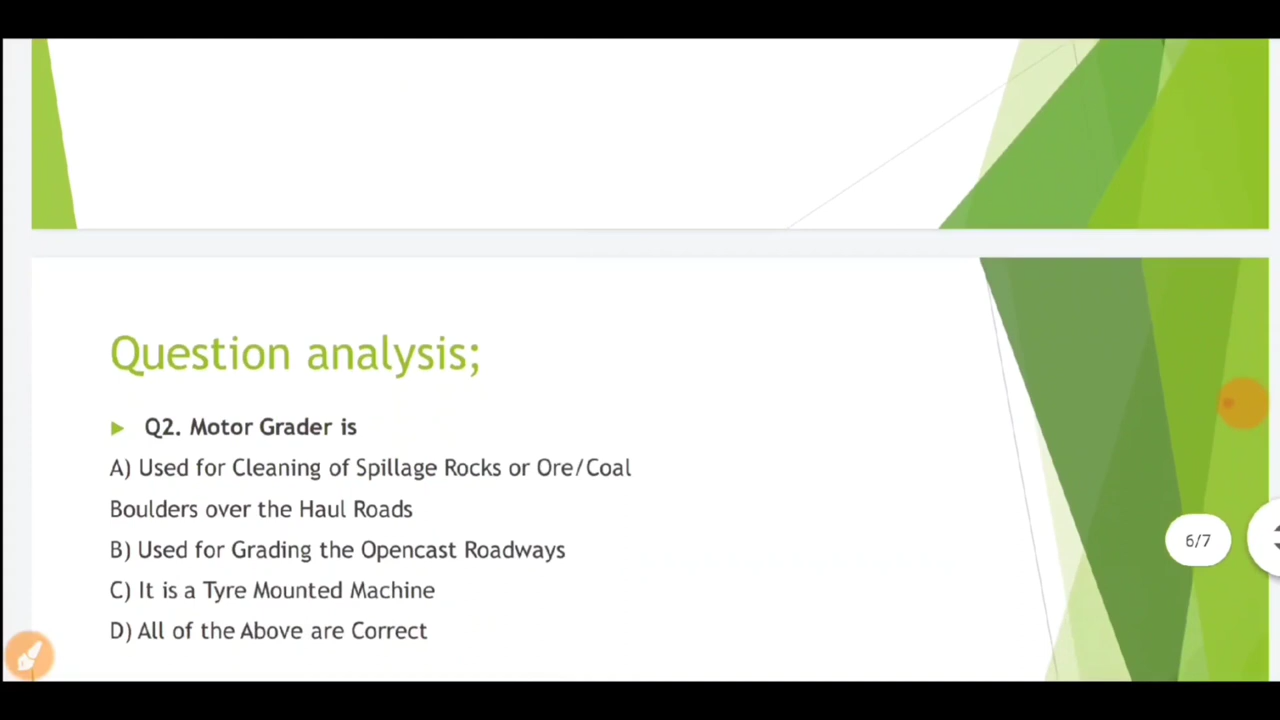 Question analysis;
Q2. Motor Grader is
A) Used for Cleaning of Spillage Rocks or Ore/Coal
Boulders over the Haul Roads
B) Used for Grading the Opencast Roadways
C) It is a Tyre Mounted Machine
D) All of the Above are Correct
6/7